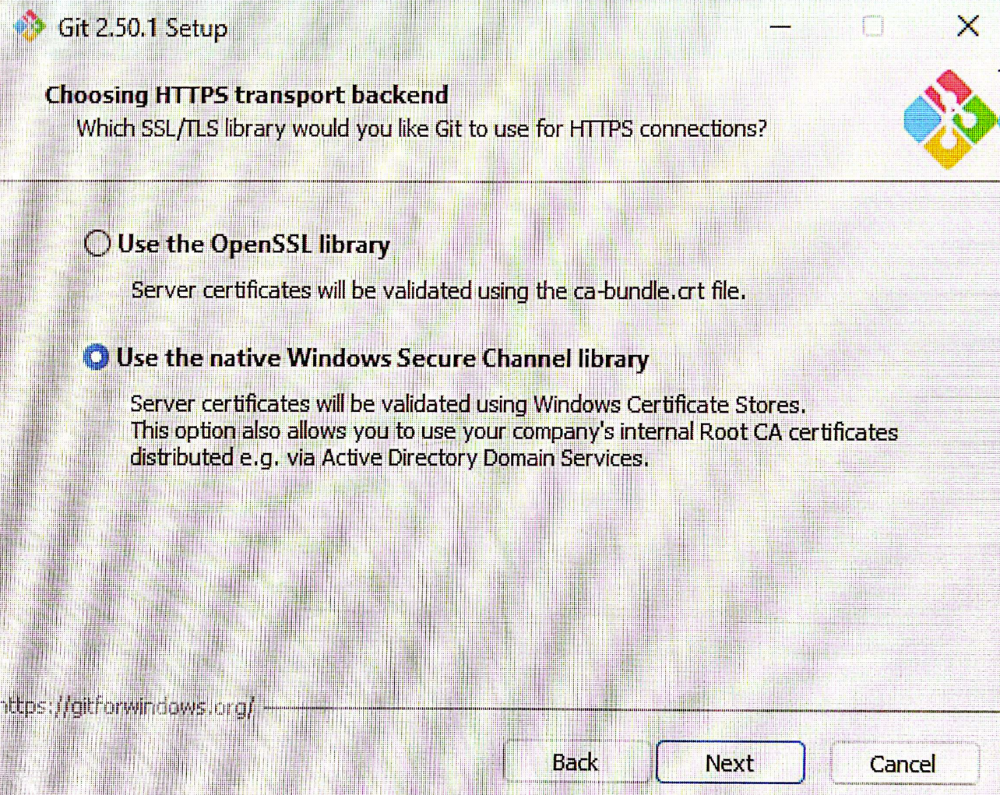 Git 2.50.1 Setup
Choosing HTTPS transport backend
Which SSL/TLS library would you like Git to use for HTTPS connections?
Use the OpenSSL library
Server certificates will be validated using the ca-bundle.crt file.
Use the native Windows Secure Channel library
Server certificates will be validated using Windows Certificate Stores.
This option also allows you to use your company's internal Root CA certificates
distributed e.g. via Active Directory Domain Services.
https://gitforwindows.org/
Back Next Cancel